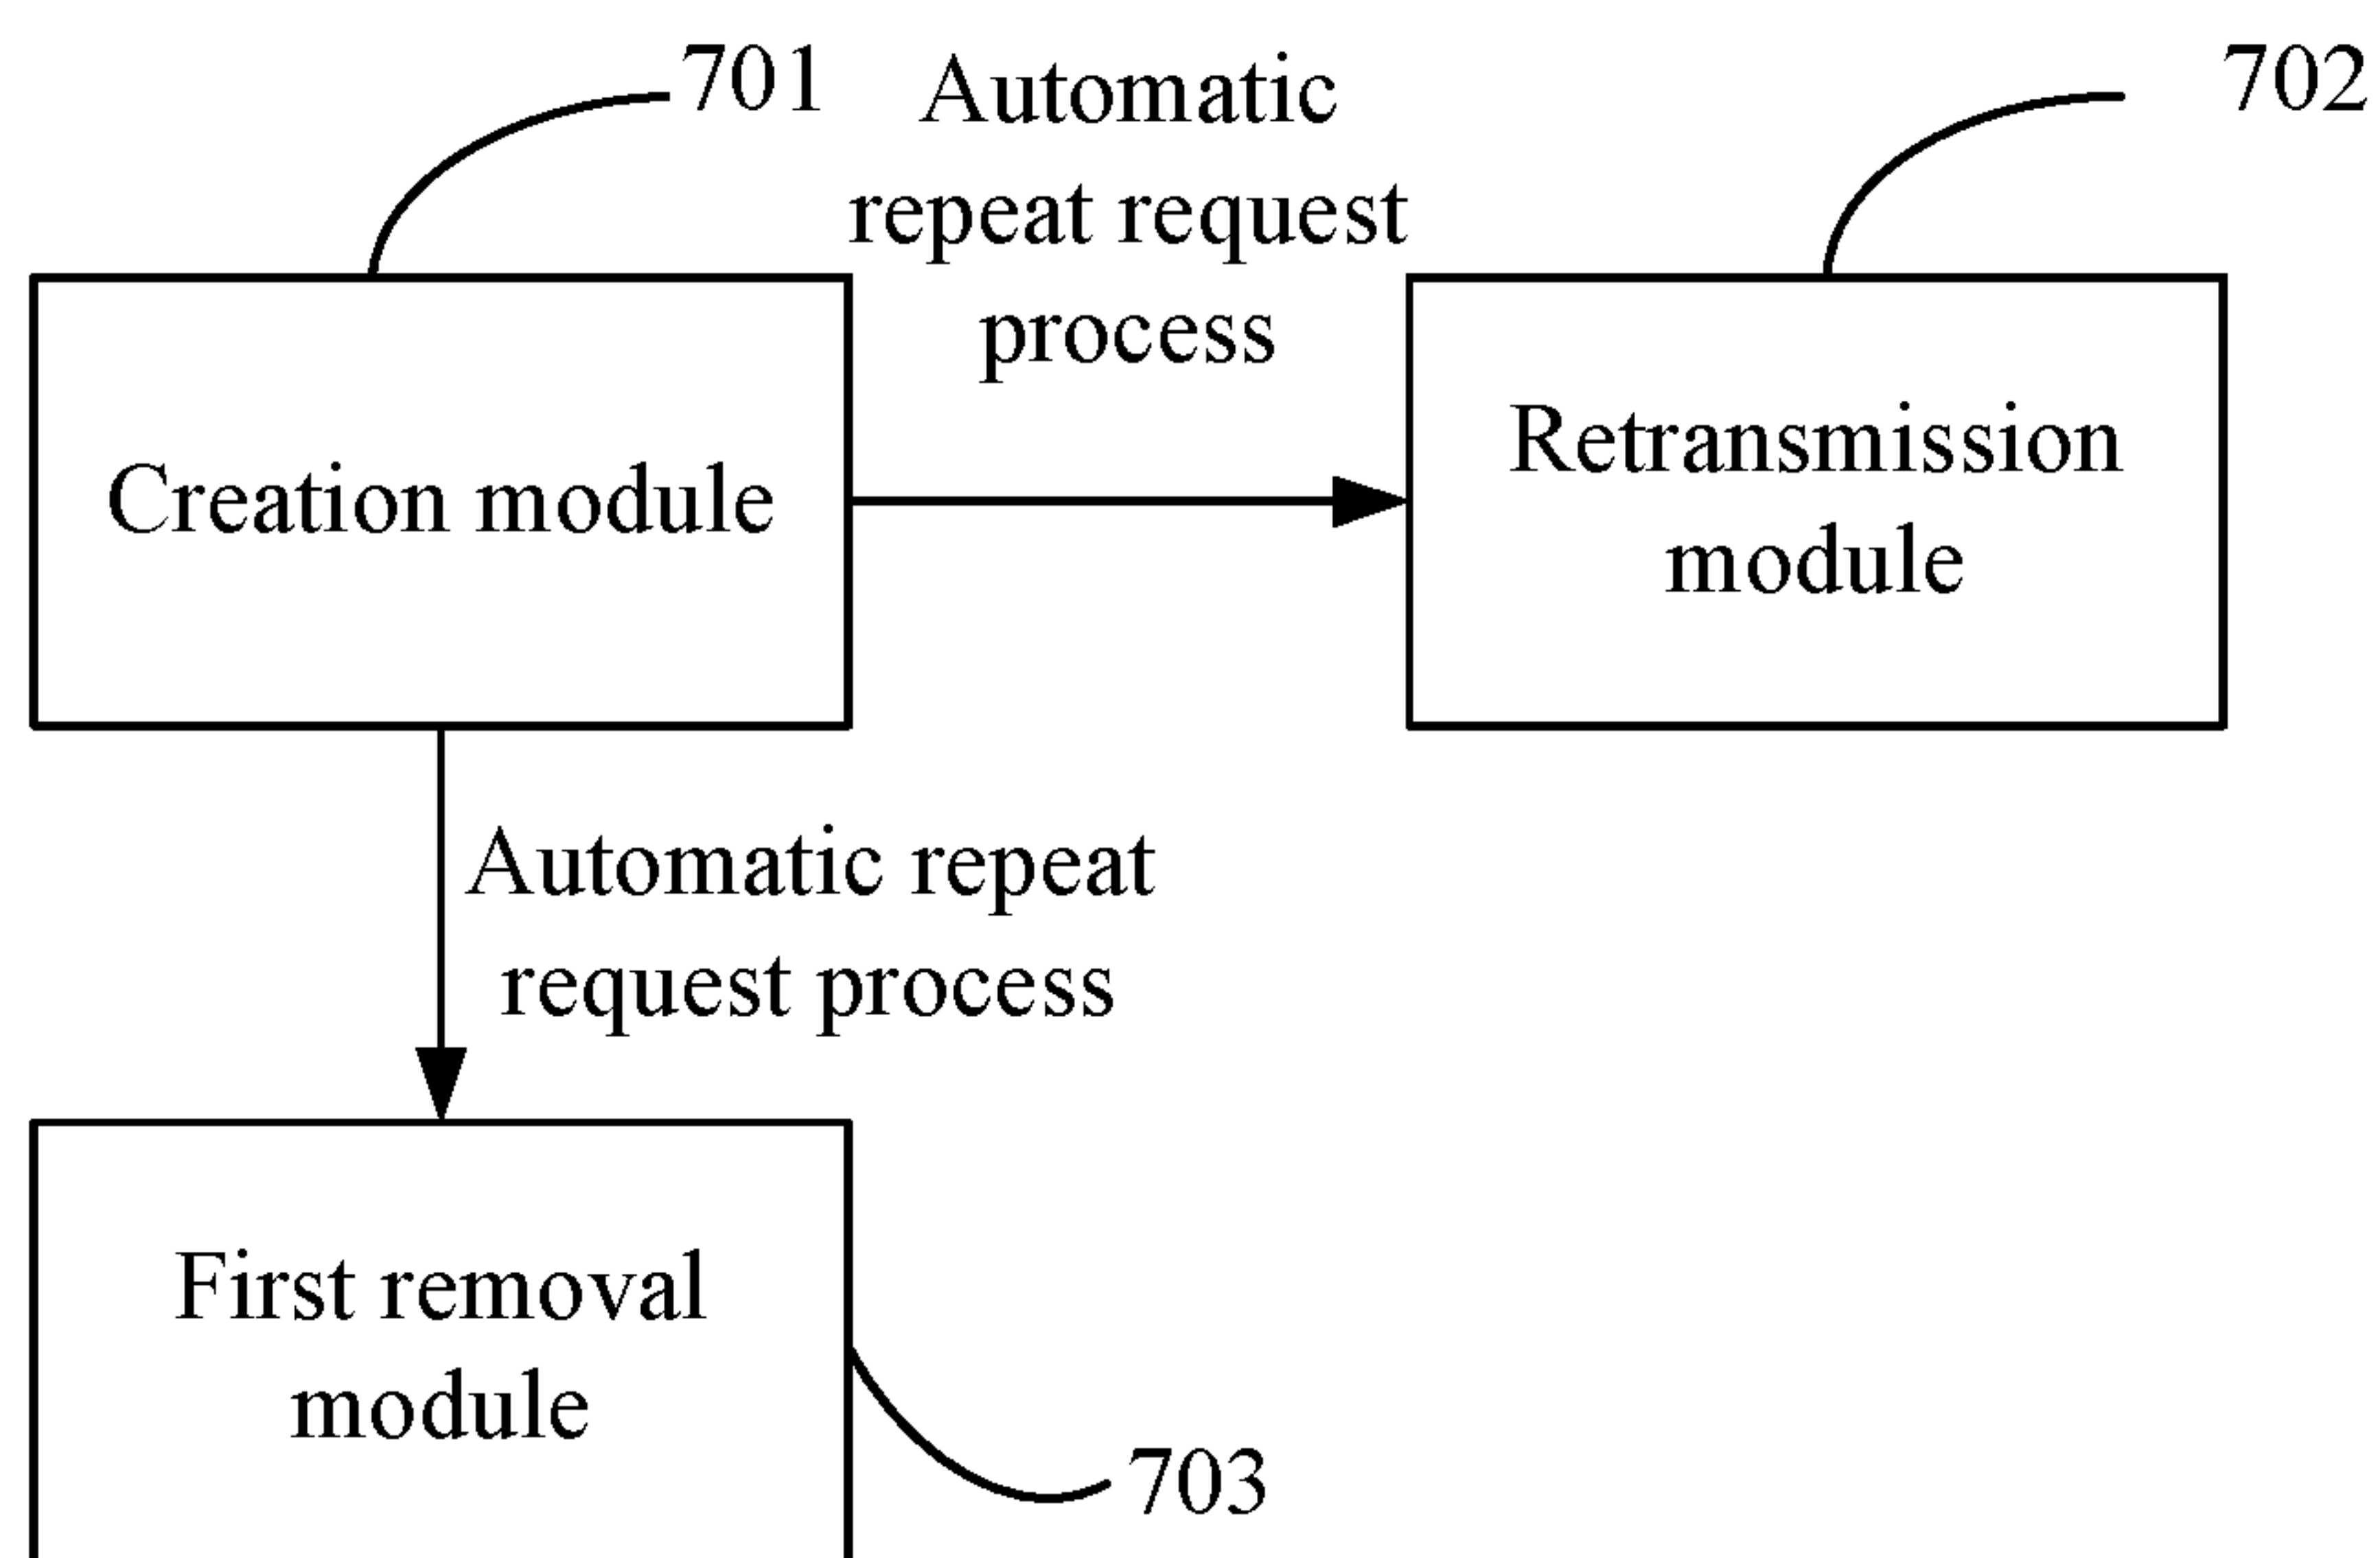 701
Automatic
repeat request
process
702
Creation module
Retransmission
module
Automatic repeat
request process
First removal
module
703